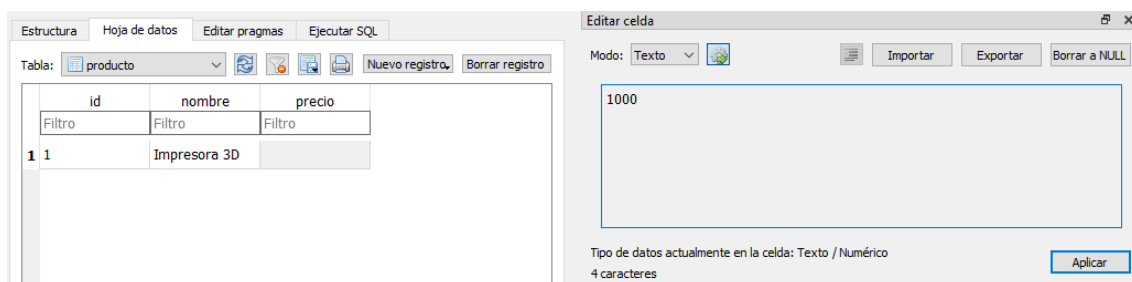 Estructura Hoja de datos Editar pragmas Ejecutar SQL
Tabla: producto Nuevo registro Borrar registro
id nombre precio
Filtro Filtro Filtro
1 1 Impresora 3D
Editar celda
Modo: Texto Importar Exportar Borrar a NULL
1000
Tipo de datos actualmente en la celda: Texto / Numérico
4 caracteres
Aplicar